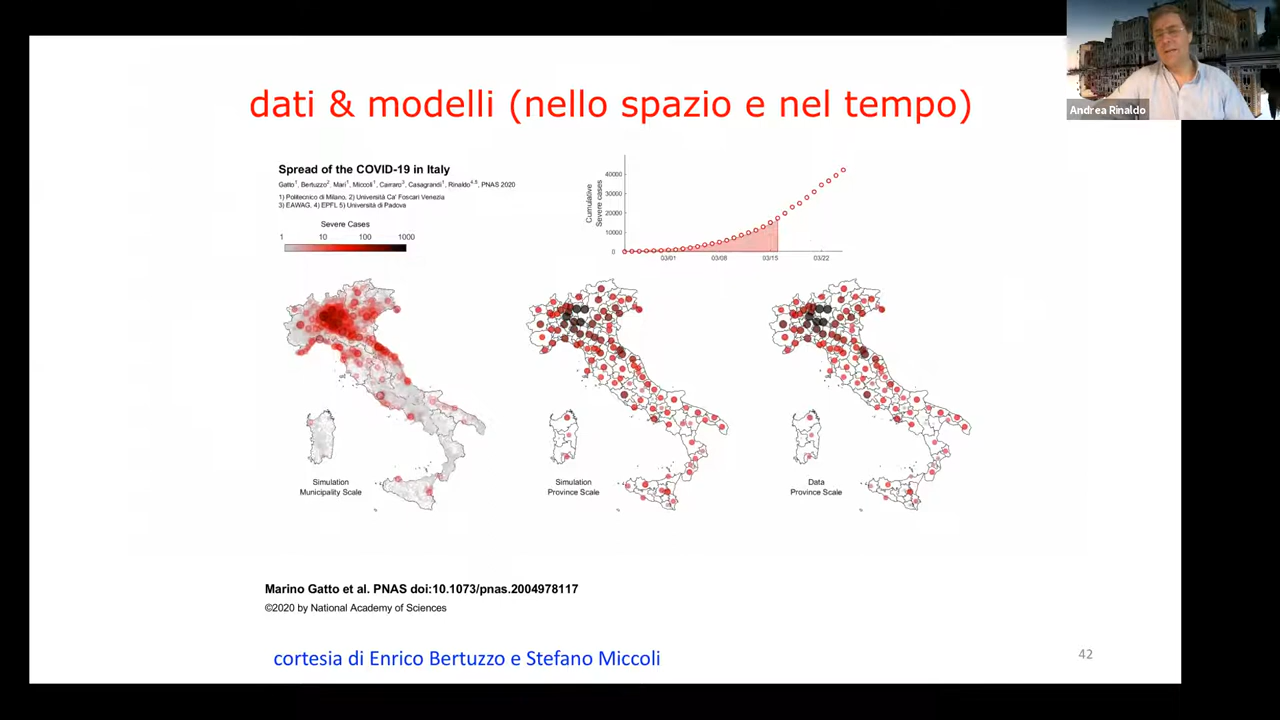 dati & modelli (nello spazio e nel tempo)
Andrea Rinaldo
Spread of the COVID-19 in Italy
Gatto1, Bertuzzo2, Mari1, Miccoli1, Carraro3, Casagrandi1, Rinaldo4,5, PNAS 2020
1) Politecnico di Milano, 2) Università Ca' Foscari Venezia
3) EAWAG, 4) EPFL 5) Università di Padova
Severe Cases
1 10 100 1000
Cumulative
Severe cases
40000
30000
20000
10000
0
03/01 03/08 03/15 03/22
Simulation
Municipality Scale
Simulation
Province Scale
Data
Province Scale
Marino Gatto et al. PNAS doi:10.1073/pnas.2004978117
©2020 by National Academy of Sciences
cortesia di Enrico Bertuzzo e Stefano Miccoli
42